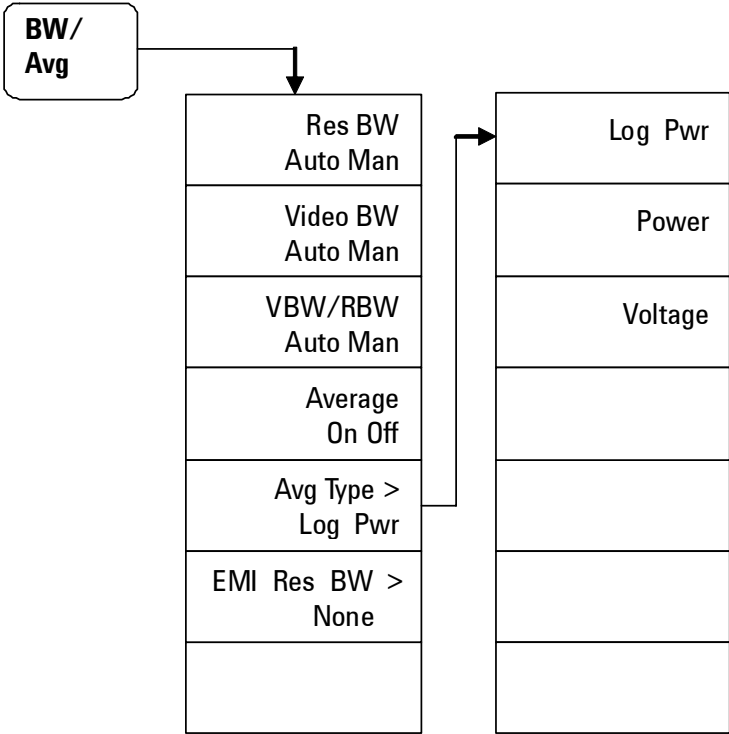 BW/
Avg
Res BW
Auto Man
Video BW
Auto Man
VBW/RBW
Auto Man
Average
On Off
Avg Type >
Log Pwr
EMI Res BW >
None
Log Pwr
Power
Voltage